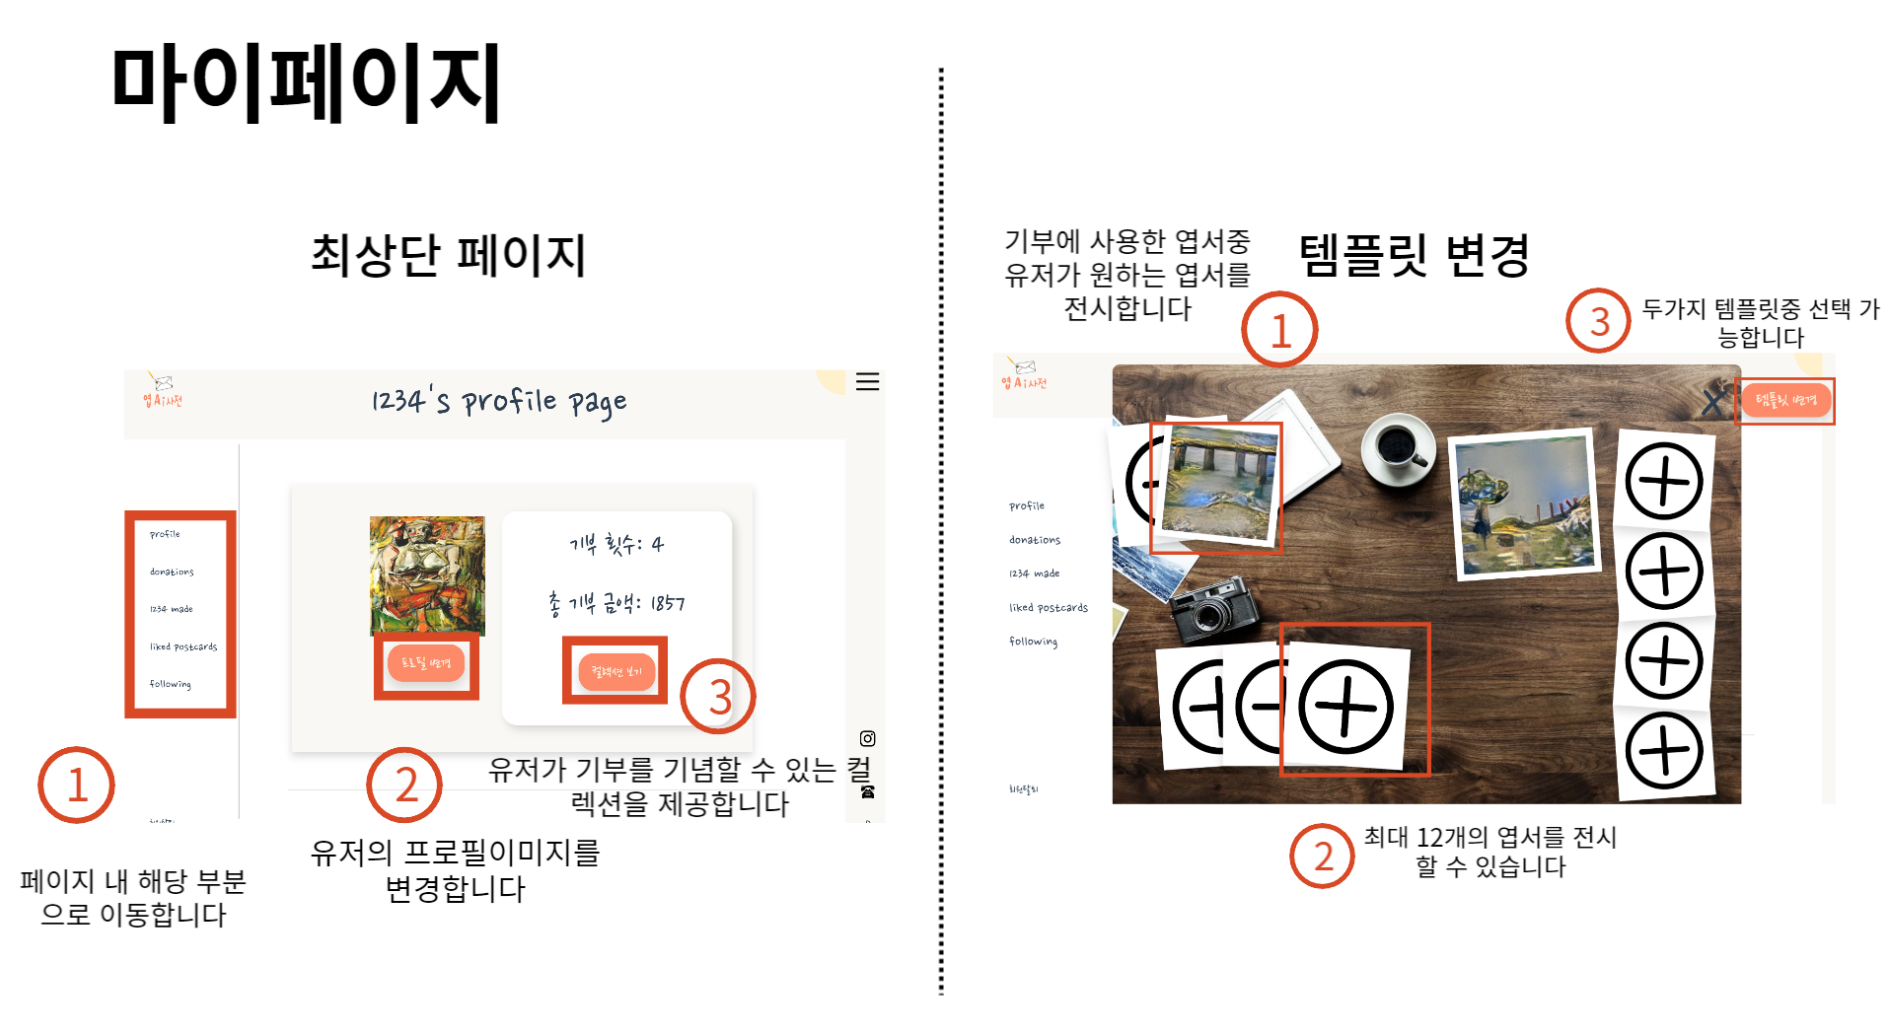 마이페이지
최상단 페이지
엽Ai사전
1234's profile page
profile
donations
1234 made
liked postcards
following
기부 횟수: 4
총 기부 금액: 1857
프로필 변경
컬렉션 보기
3
1
2
유저가 기부를 기념할 수 있는 컬
렉션을 제공합니다
유저의 프로필이미지를
변경합니다
페이지 내 해당 부분
으로 이동합니다
기부에 사용한 엽서중
유저가 원하는 엽서를
전시합니다
템플릿 변경
1
3
두가지 템플릿중 선택 가
능합니다
엽Ai사전
X
템플릿 변경
profile
donations
1234 made
liked postcards
following
회원탈퇴
2
최대 12개의 엽서를 전시
할 수 있습니다